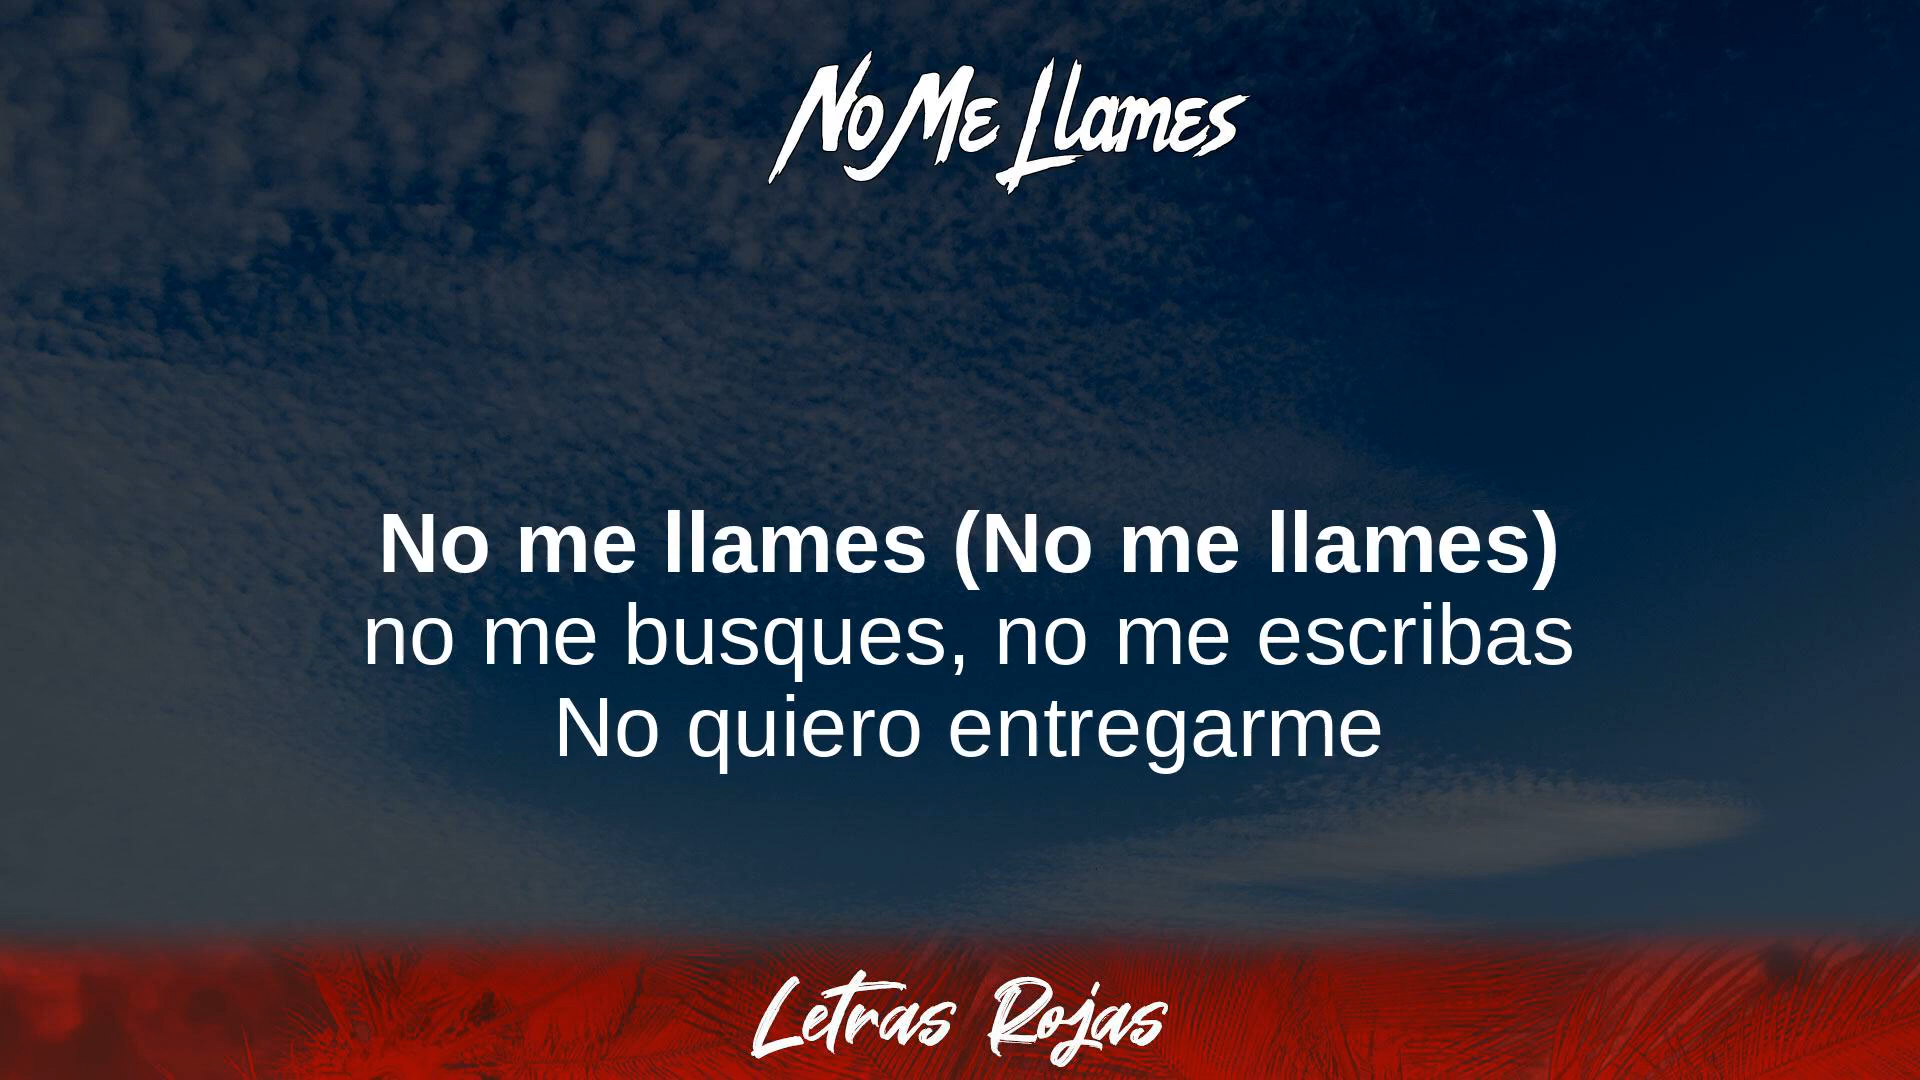 No Me Llames
No me llames (No me llames)
no me busques, no me escribas
No quiero entregarme
Letras Rojas